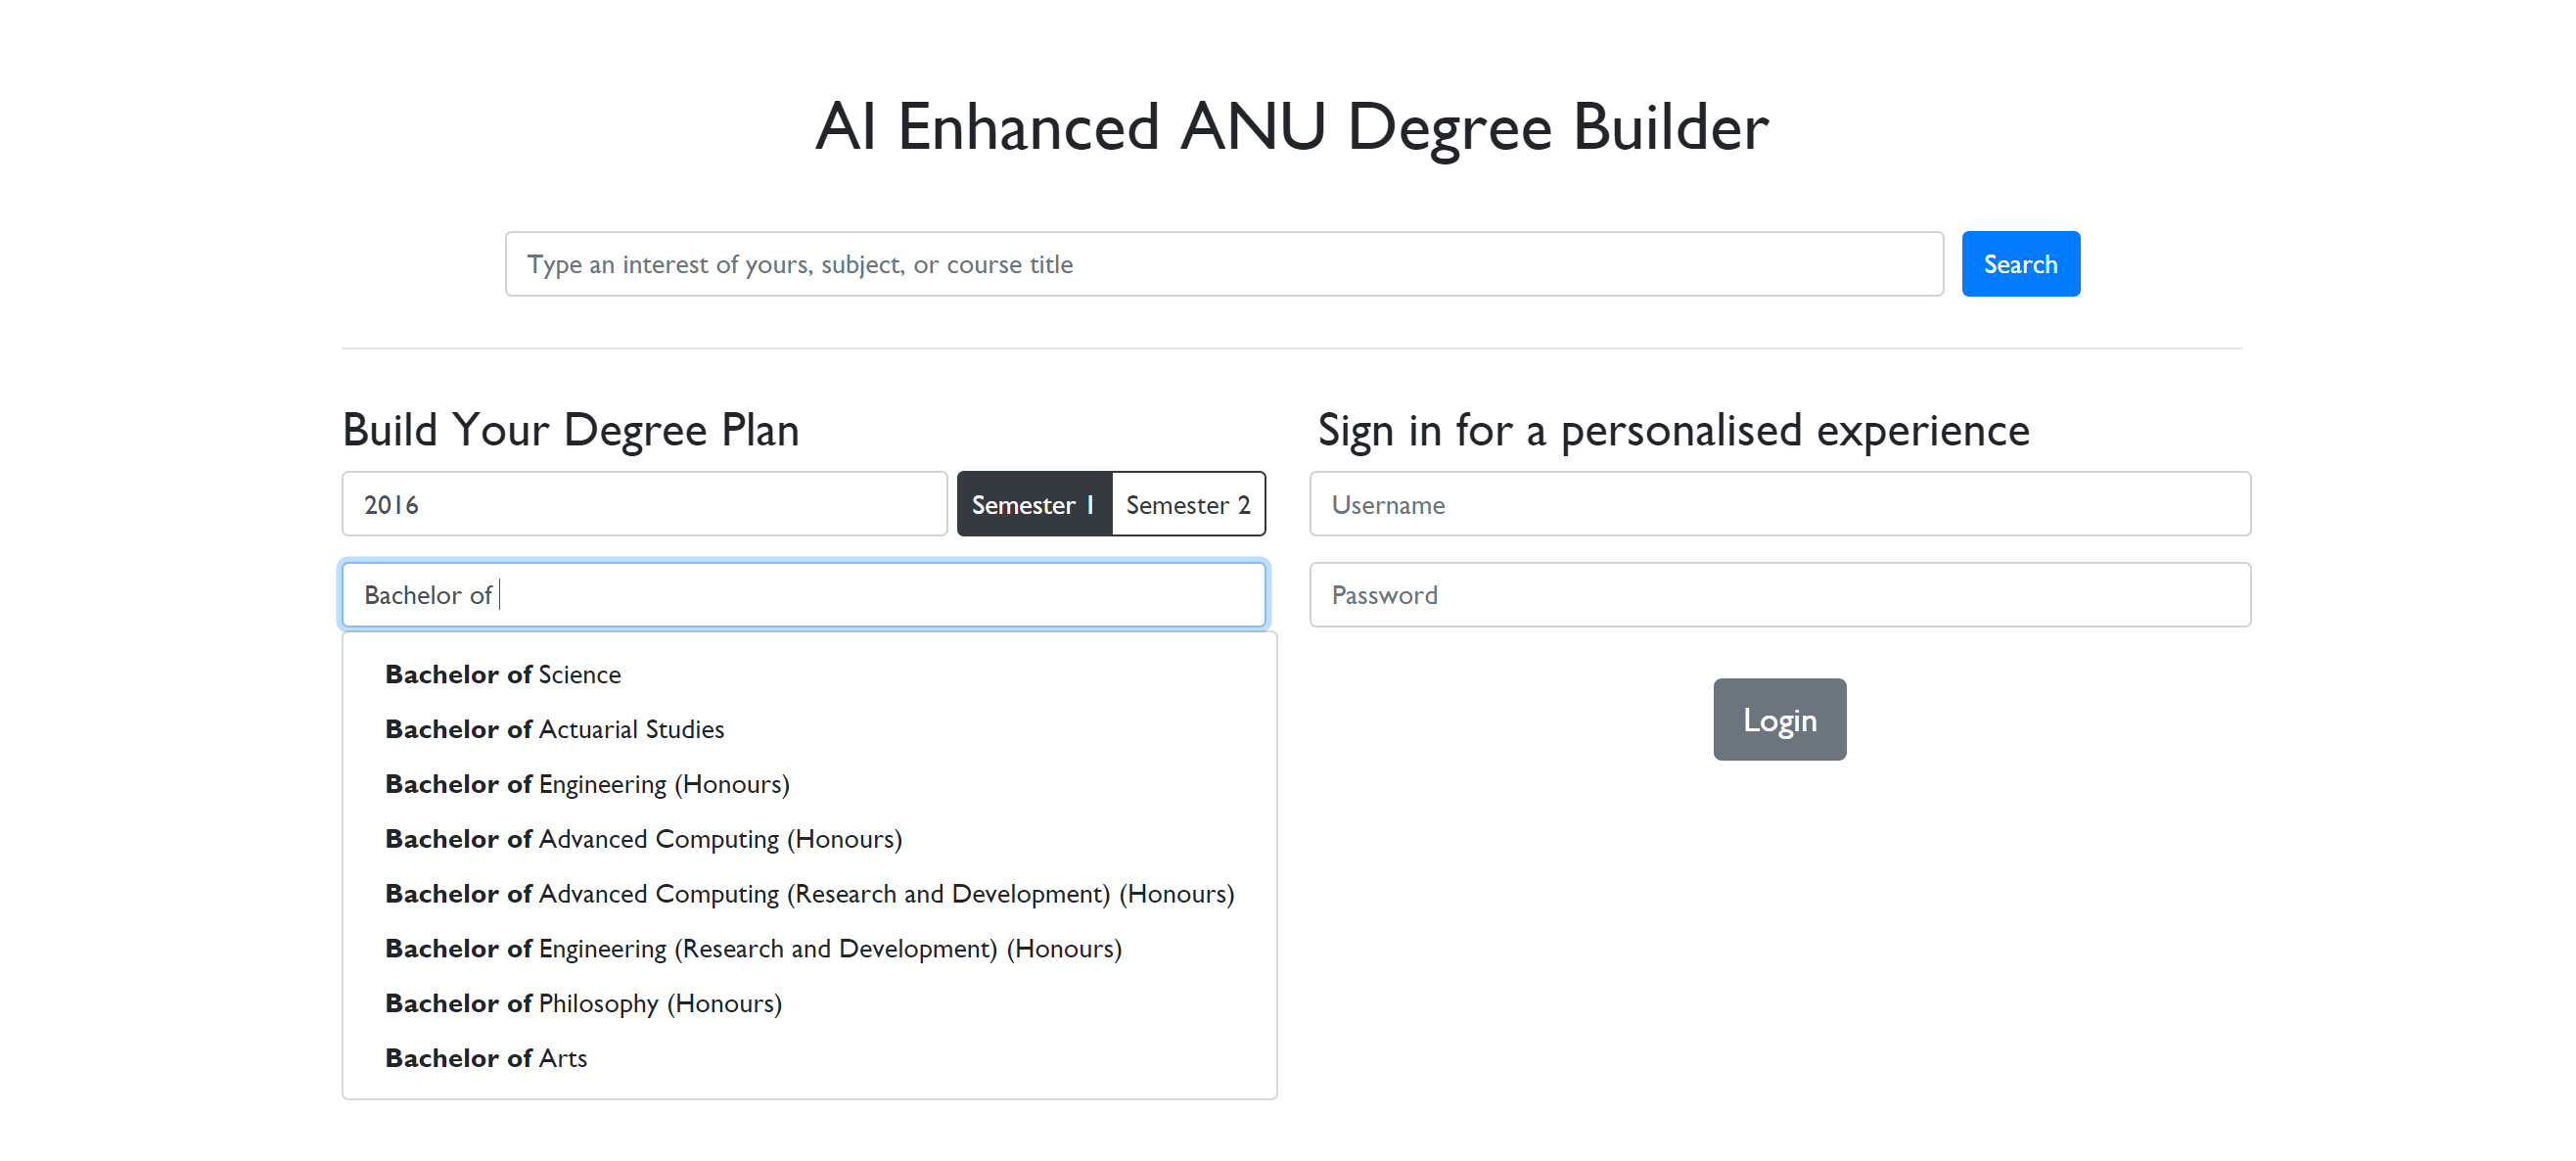 AI Enhanced ANU Degree Builder
Type an interest of yours, subject, or course title
Search
Build Your Degree Plan
2016
Semester 1
Semester 2
Bachelor of
Bachelor of Science
Bachelor of Actuarial Studies
Bachelor of Engineering (Honours)
Bachelor of Advanced Computing (Honours)
Bachelor of Advanced Computing (Research and Development) (Honours)
Bachelor of Engineering (Research and Development) (Honours)
Bachelor of Philosophy (Honours)
Bachelor of Arts
Sign in for a personalised experience
Username
Password
Login